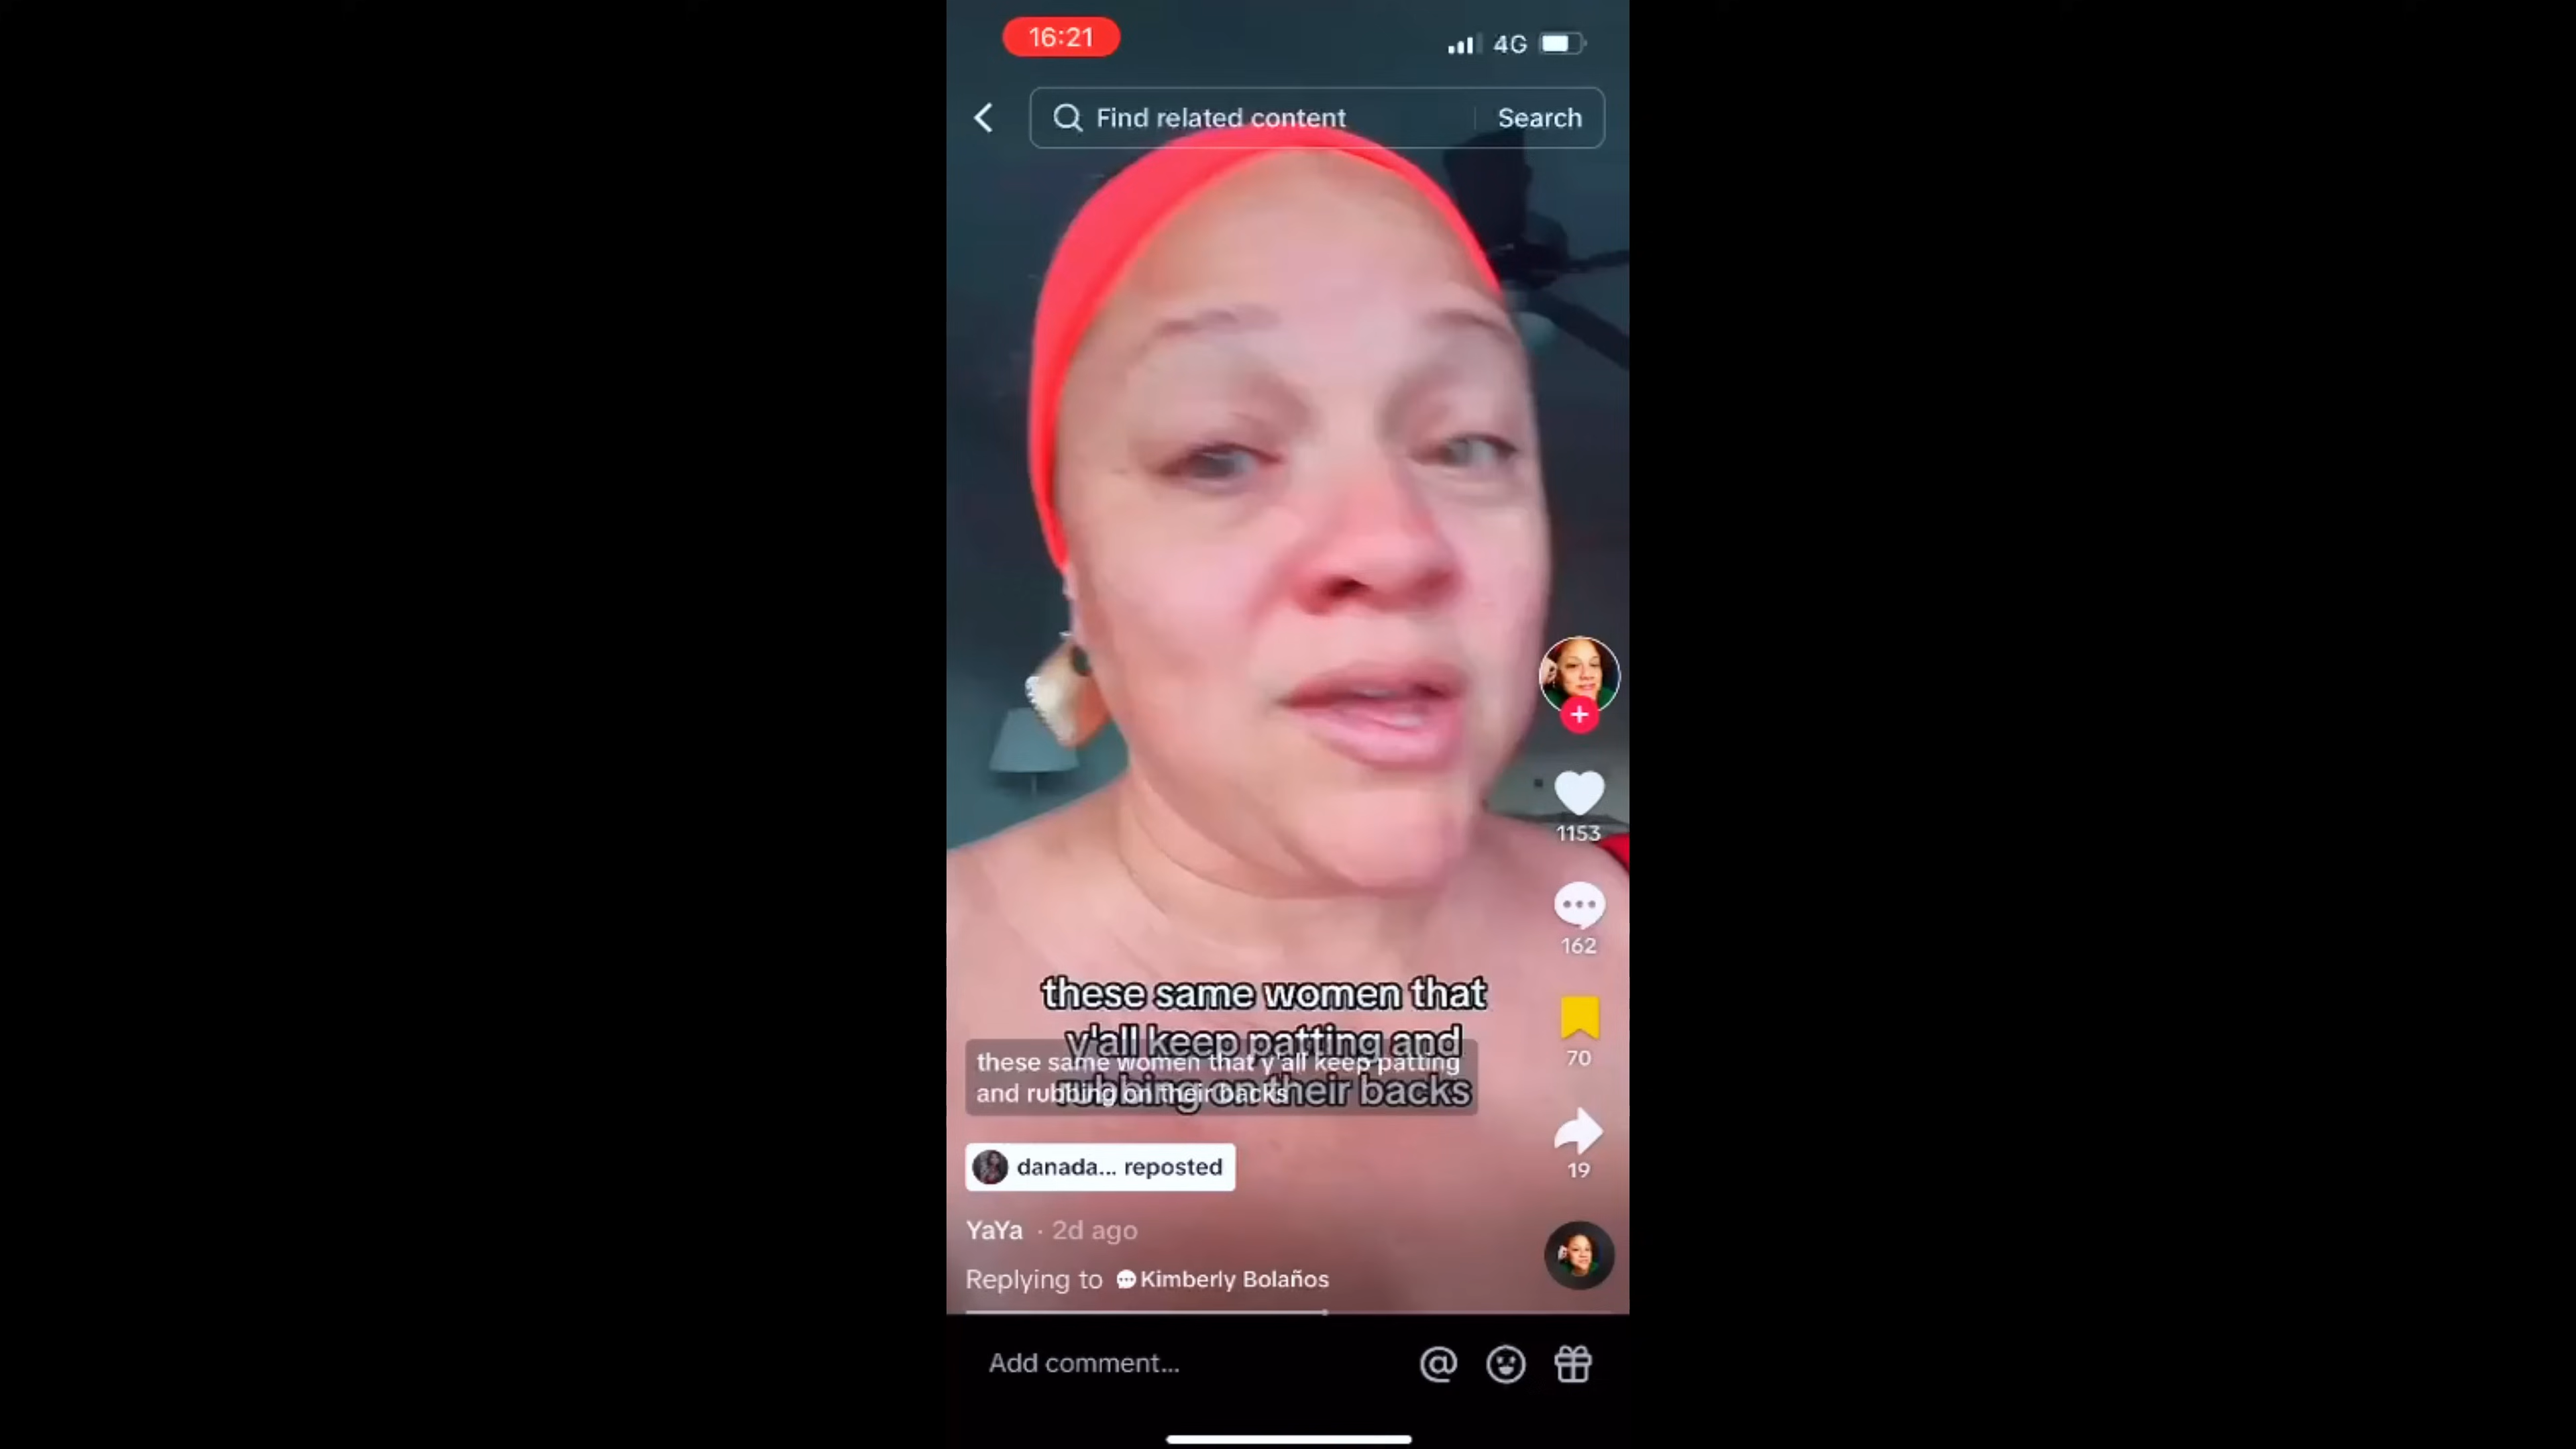 16:21
4G
Find related content
Search
1153
162
these same women that
y'all keep patting and
rubbing on their backs
these same women that y'all keep patting
and rubbing on their backs
70
danada... reposted
19
YaYa · 2d ago
Replying to Kimberly Bolaños
Add comment...